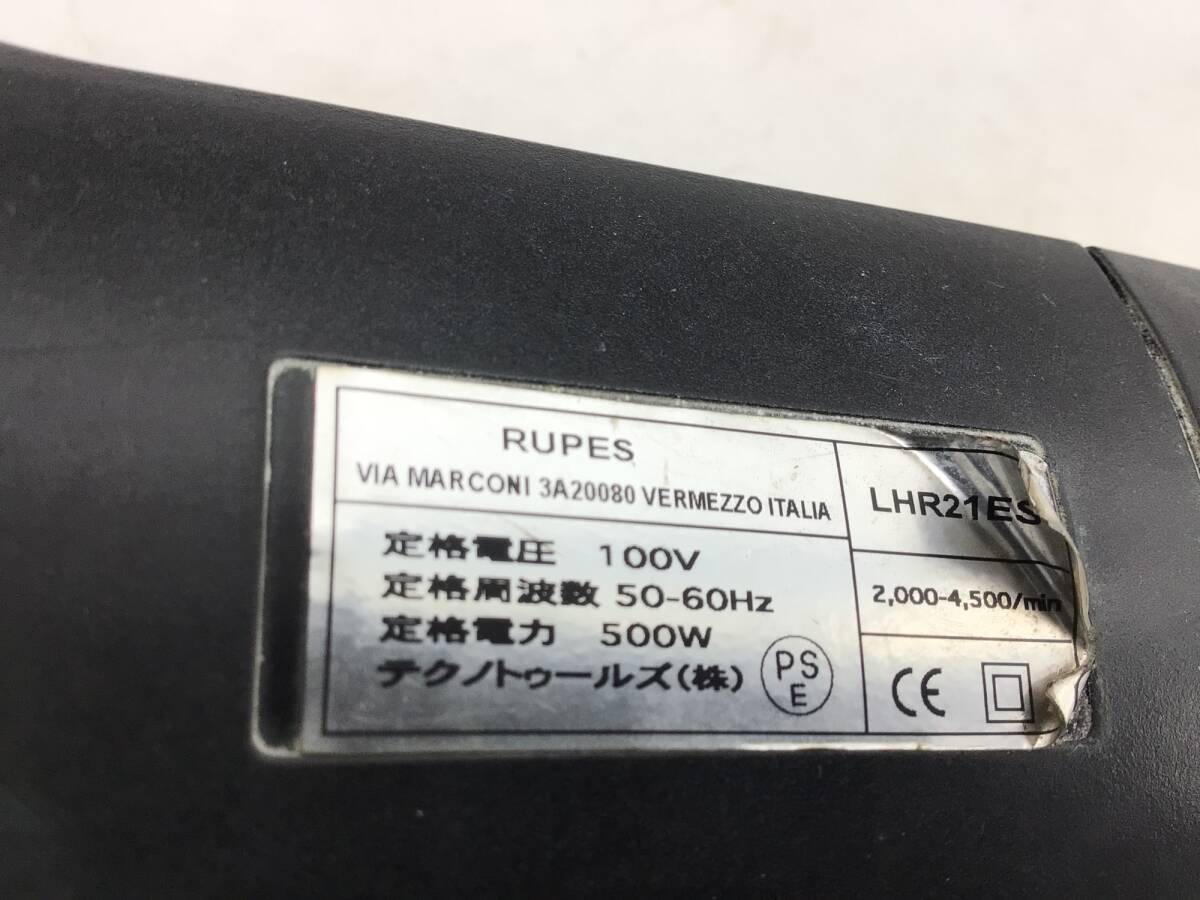 RUPES
VIA MARCONI 3A20080 VERMEZZO ITALIA
LHR21ES
定格電圧 100V
定格周波数 50-60Hz
定格電力 500W
テクノトゥールズ(株)
PS
E
2,000-4,500/min
CE